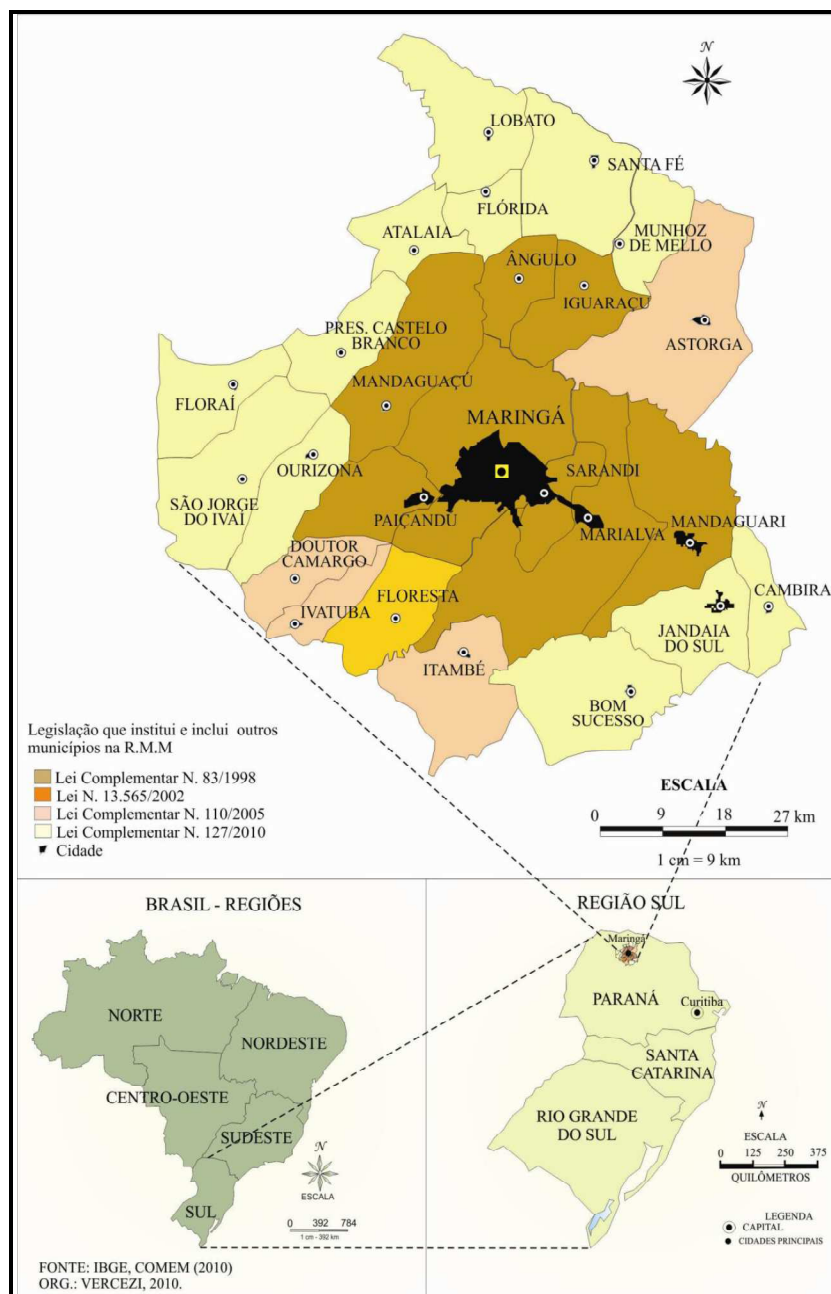 N
LOBATO
SANTA FÉ
FLÓRIDA
MUNHOZ
DE MELLO
ATALAIA
ÂNGULO
IGUARAÇU
ASTORGA
PRES. CASTELO
BRANCO
MANDAGUAÇÚ
FLORAÍ
MARINGÁ
OURIZONA
SARANDI
SÃO JORGE
DO IVAÍ
PAIÇANDU
MARIALVA
MANDAGUARI
DOUTOR
CAMARGO
FLORESTA
IVATUBA
CAMBIRA
JANDAIA
DO SUL
ITAMBÉ
BOM
SUCESSO
Legislação que institui e inclui outros
municípios na R.M.M
Lei Complementar N. 83/1998
Lei N. 13.565/2002
Lei Complementar N. 110/2005
Lei Complementar N. 127/2010
Cidade
ESCALA
0 9 18 27 km
1 cm = 9 km
BRASIL - REGIÕES
NORTE
NORDESTE
CENTRO-OESTE
SUDESTE
SUL
N
ESCALA
0 392 784
1 cm - 392 km
FONTE: IBGE, COMEM (2010)
ORG.: VERCEZI, 2010.
REGIÃO SUL
Maringá
PARANÁ
Curitiba
SANTA
CATARINA
RIO GRANDE
DO SUL
N
ESCALA
0 125 250 375
QUILÔMETROS
LEGENDA
CAPITAL
CIDADES PRINCIPAIS